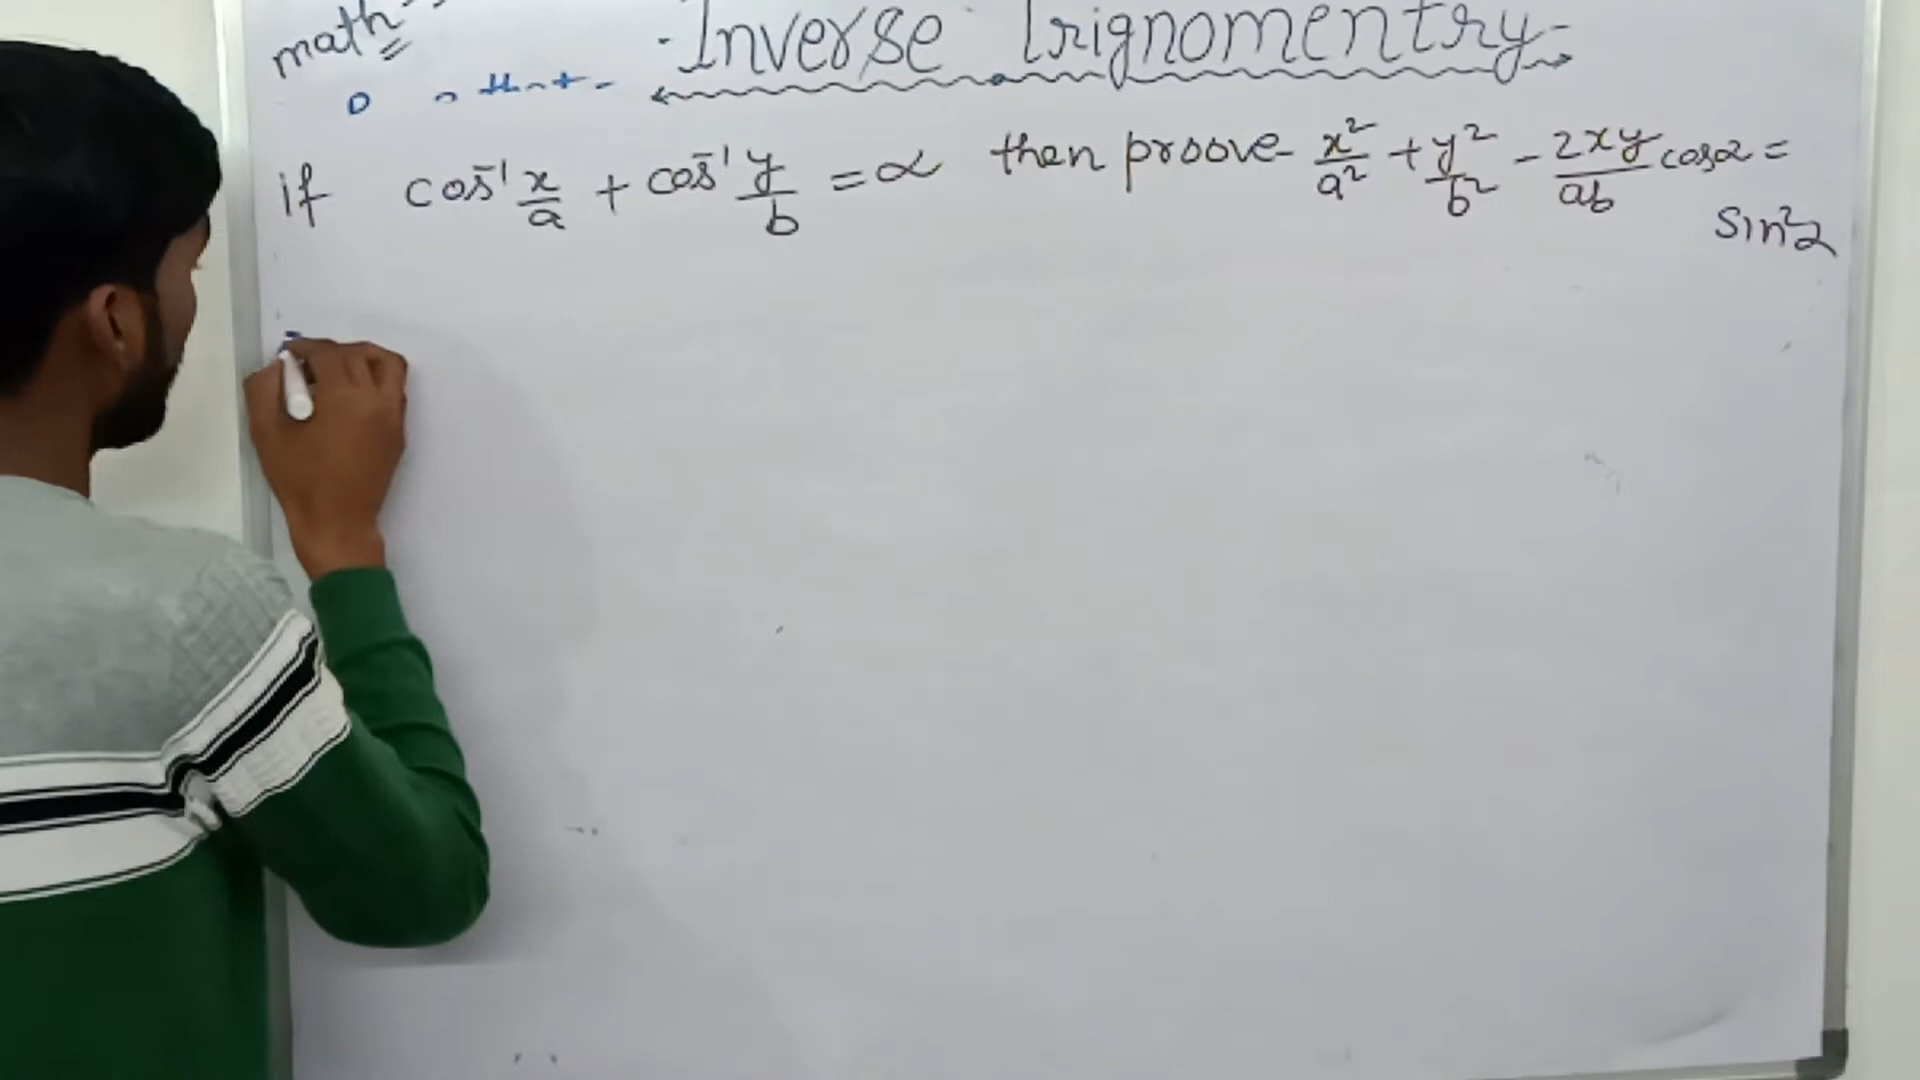 math
Inverse Trignomentry
if cos⁻¹ x/a + cos⁻¹ y/b = α then proove x²/a² + y²/b² - 2xy/ab cosα =
sin²α